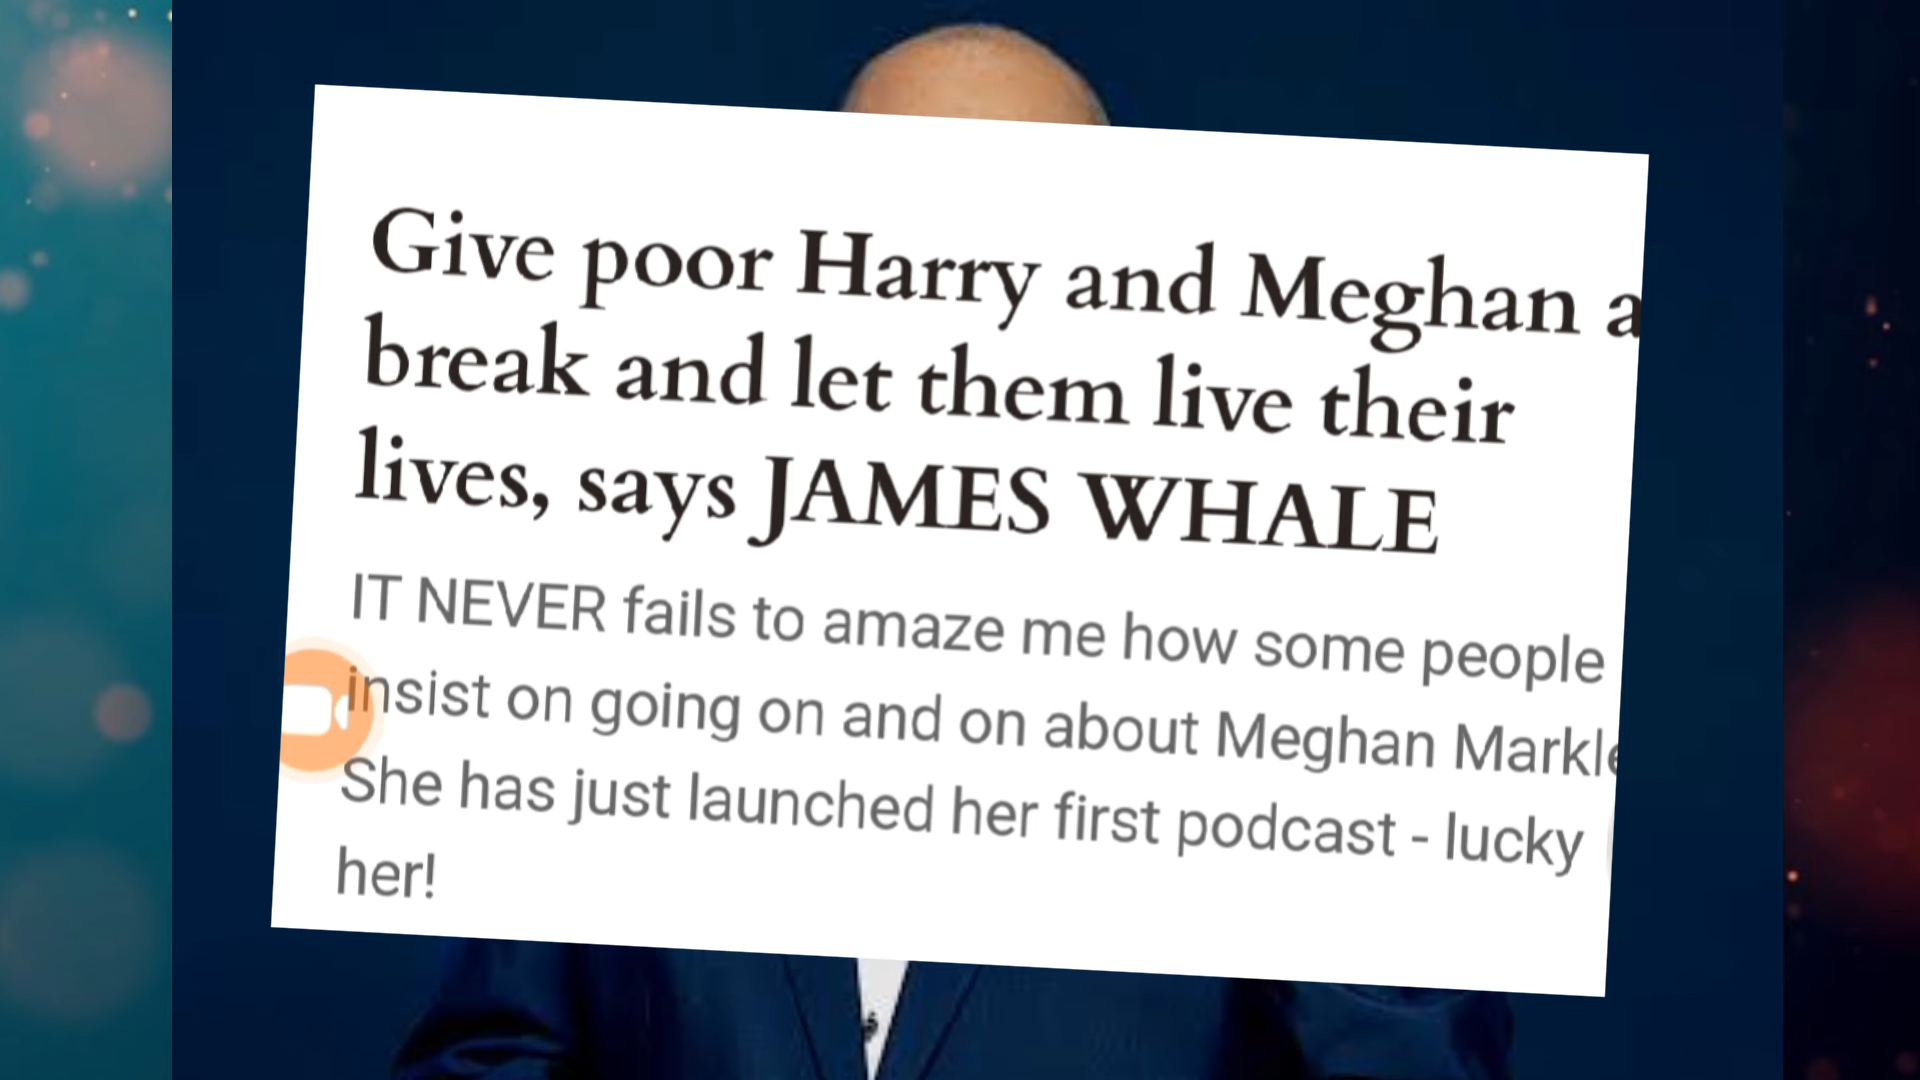 Give poor Harry and Meghan a
break and let them live their
lives, says JAMES WHALE
IT NEVER fails to amaze me how some people
insist on going on and on about Meghan Markle
She has just launched her first podcast - lucky
her!